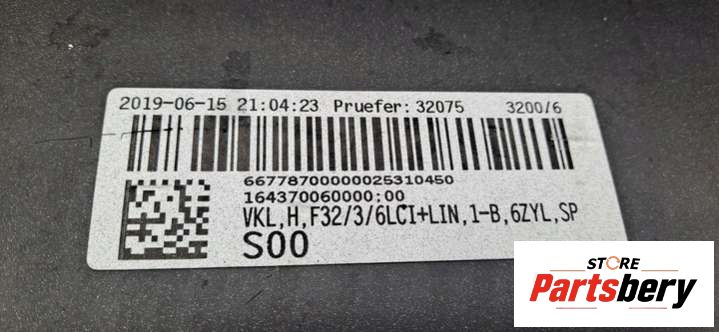 2019-06-15 21:04:23 Pruefer: 32075 3200/6
66778700000025310450
164370060000:00
VKL,H,F32/3/6LCI+LIN,1-B,6ZYL,SP
S00
STORE
Partsbery